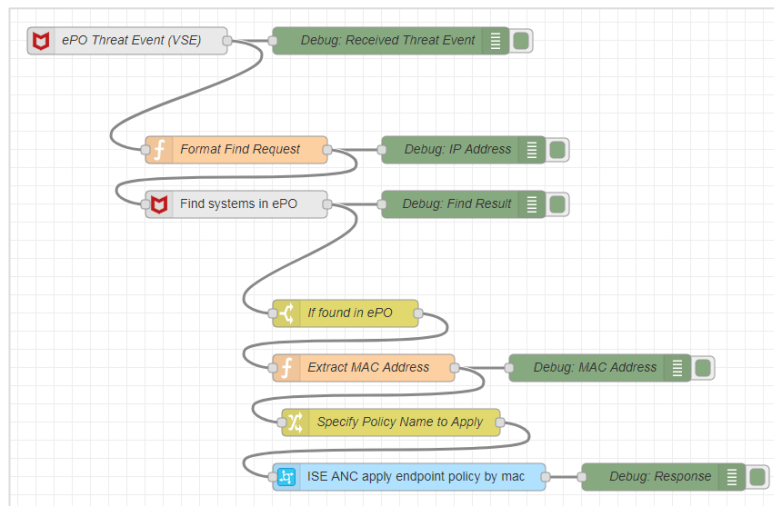 ePO Threat Event (VSE)
Debug: Received Threat Event
Format Find Request
Debug: IP Address
Find systems in ePO
Debug: Find Result
If found in ePO
Extract MAC Address
Debug: MAC Address
Specify Policy Name to Apply
ISE ANC apply endpoint policy by mac
Debug: Response